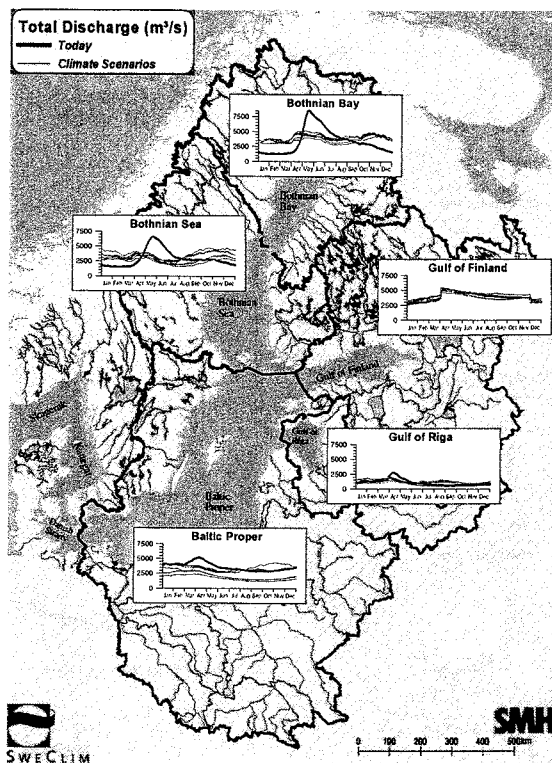 Total Discharge (m³/s)
Today
Climate Scenarios
Bothnian Bay
7500
5000
2500
0
Jan Feb Mar Apr May Jun Jul Aug Sep Oct Nov Dec
Bothnian Bay
Bothnian Sea
7500
5000
2500
0
Jan Feb Mar Apr May Jun Jul Aug Sep Oct Nov Dec
Bothnian
Sea
Gulf of Finland
7500
5000
2500
0
Jan Feb Mar Apr May Jun Jul Aug Sep Oct Nov Dec
Gulf of Finland
Skagerrak
Kattegat
Gulf of
Riga
Gulf of Riga
7500
5000
2500
0
Jan Feb Mar Apr May Jun Jul Aug Sep Oct Nov Dec
Baltic
Proper
Baltic Proper
7500
5000
2500
0
Jan Feb Mar Apr May Jun Jul Aug Sep Oct Nov Dec
SWECLIM
SMH
0 100 200 300 400 500km